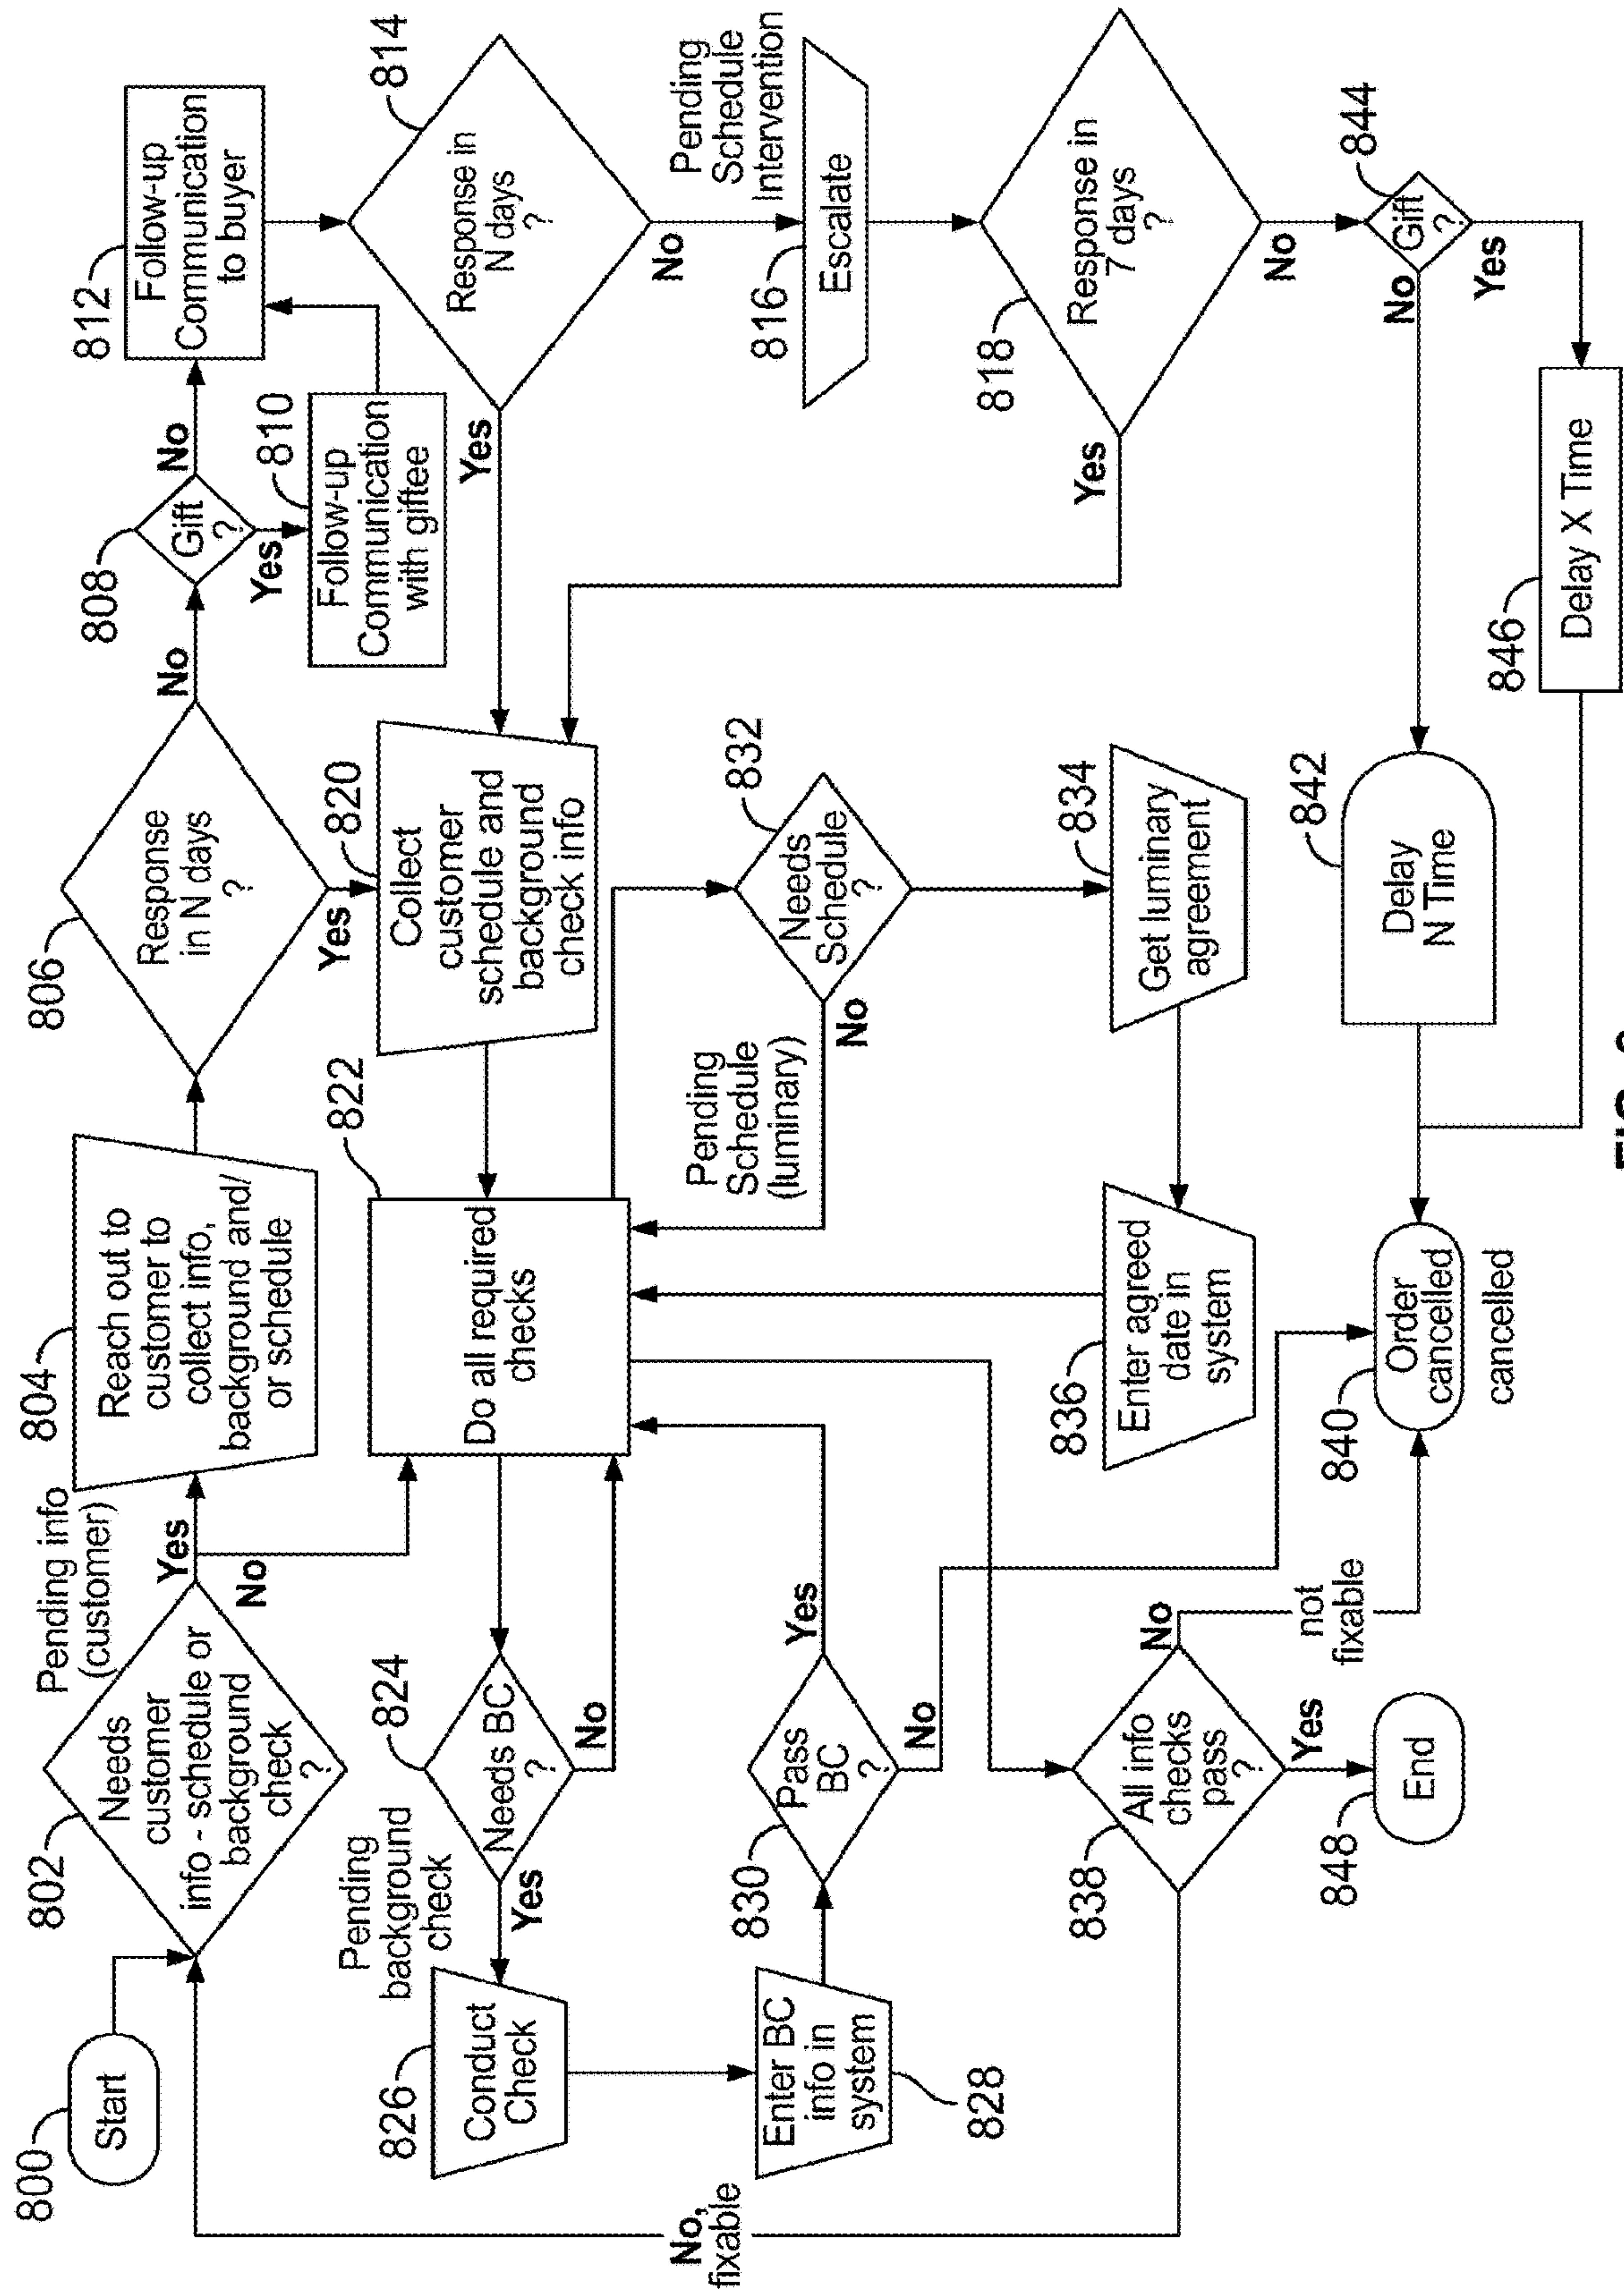 800
Start
802
Needs
customer
info - schedule or
background
check
?
Pending info
(customer)
Yes
No
804
Reach out to
customer to
collect info,
background and/
or schedule
806
Response
in N days
?
No
Yes
808
Gift
?
No
Yes
810
Follow-up
Communication
with giftee
812
Follow-up
Communication
to buyer
814
Response in
N days
?
Yes
No
Pending
Schedule
Intervention
816
Escalate
818
Response in
7 days
?
Yes
No
820
Collect
customer
schedule and
background
check info
822
Do all required
checks
824
Needs BC
?
Yes
No
Pending
background
check
826
Conduct
Check
828
Enter BC
info in
system
830
Pass
BC
?
Yes
No
832
Needs
Schedule
?
No
Pending
Schedule
(luminary)
834
Get luminary
agreement
836
Enter agreed
date in
system
838
All info
checks
pass
?
No
not
fixable
Yes
No,
fixable
840
Order
cancelled
cancelled
842
Delay
N Time
844
Gift
?
No
Yes
846
Delay X Time
848
End